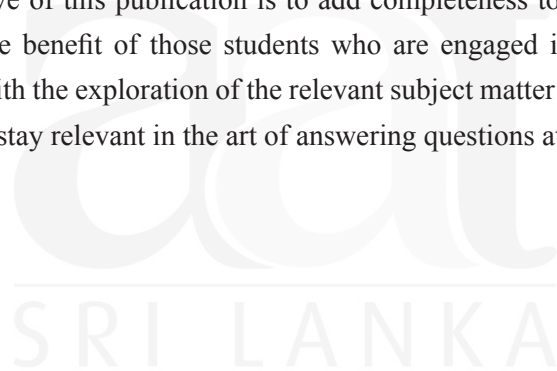 ve of this publication is to add completeness to
e benefit of those students who are engaged i
ith the exploration of the relevant subject matter
stay relevant in the art of answering questions a
aat
SRI LANKA